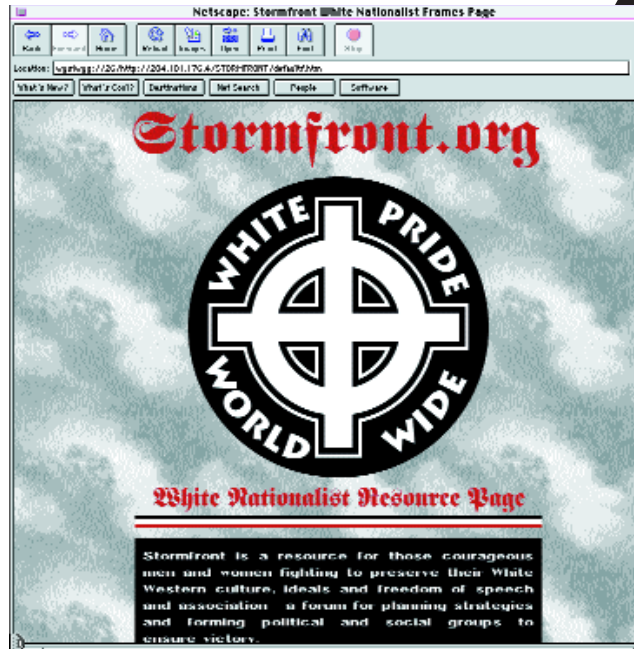 Netscape: Stormfront White Nationalist Frames Page
Back Forward Home Reload Images Open Print Find Stop
Location:
What's New? What's Cool? Destinations Net Search People Software
Stormfront.org
WHITE PRIDE
WORLD WIDE
White Nationalist Resource Page
Stormfront is a resource for those courageous
men and women fighting to preserve their White
Western culture, ideals and freedom of speech
and association a forum for planning strategies
and forming political and social groups to
ensure victory.